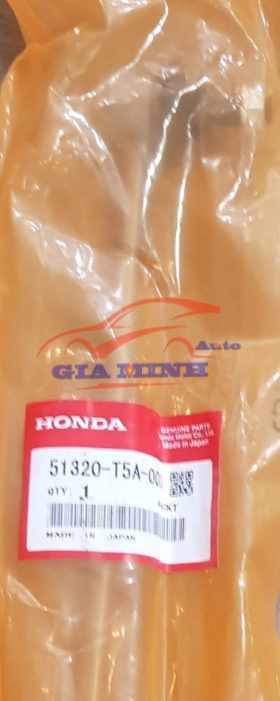 Auto
GIA MINH
HONDA
GENUINE PARTS
Honda Motor Co., Ltd.
Made in Japan
51320-T5A-001
QTY: 1
MADE IN JAPAN